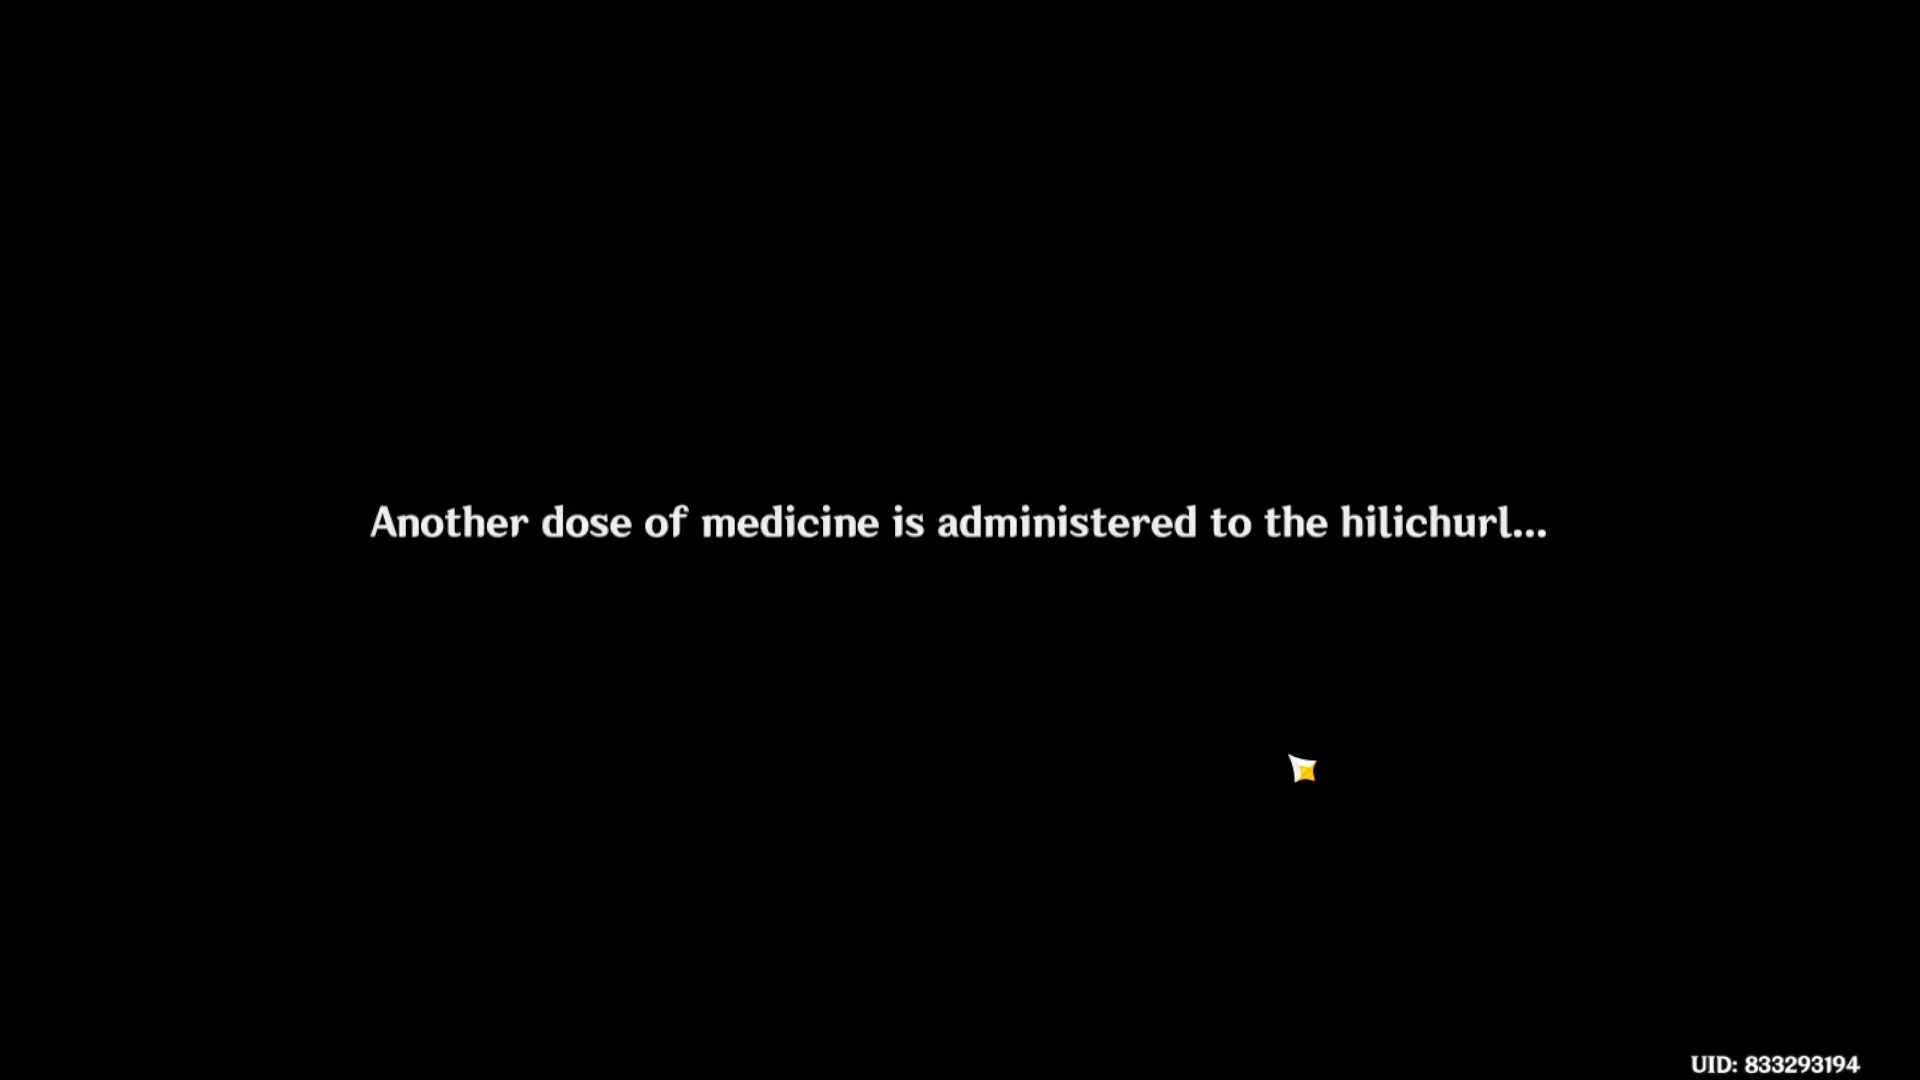 Another dose of medicine is administered to the hilichurl...
UID: 833293194